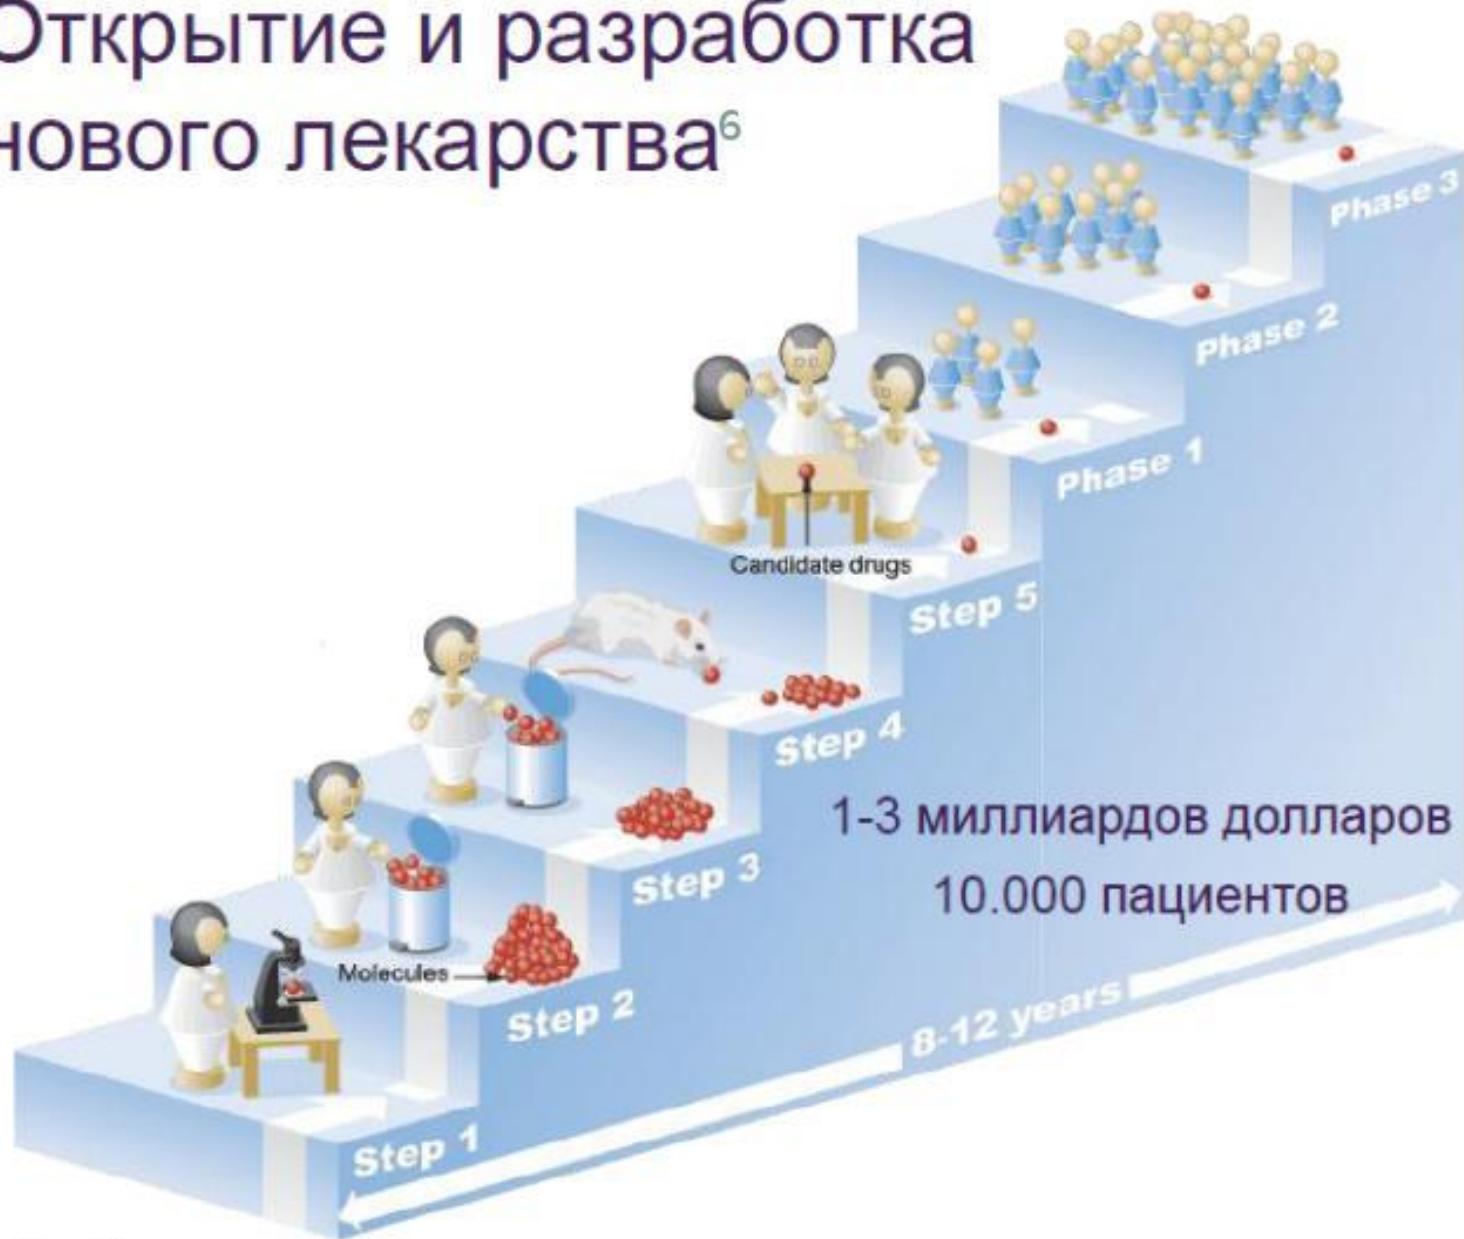 Открытие и разработка
нового лекарства⁶
Phase 3
Phase 2
Phase 1
Candidate drugs
Step 5
Step 4
1-3 миллиардов долларов
Step 3
10.000 пациентов
Molecules
Step 2
8-12 years
Step 1